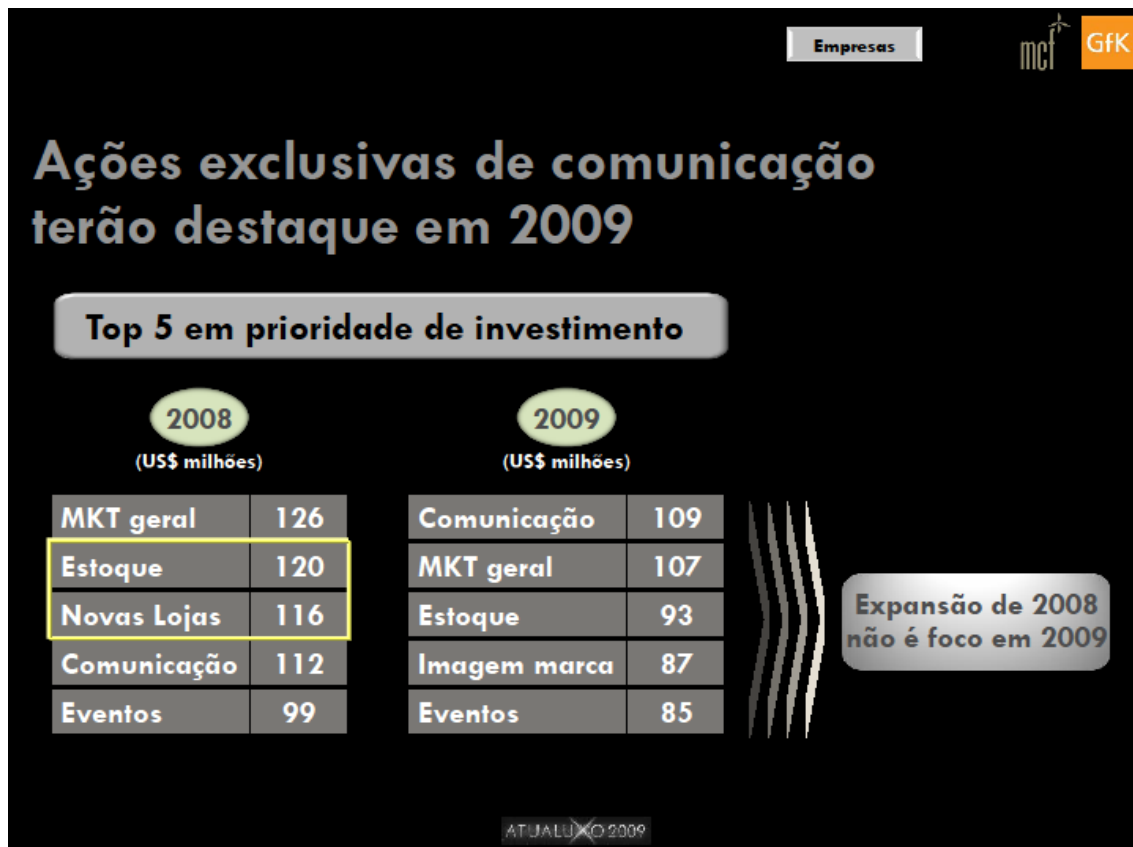 Empresas
mcf
GfK
Ações exclusivas de comunicação
terão destaque em 2009
Top 5 em prioridade de investimento
2008
(US$ milhões)
MKT geral 126
Estoque 120
Novas Lojas 116
Comunicação 112
Eventos 99
2009
(US$ milhões)
Comunicação 109
MKT geral 107
Estoque 93
Imagem marca 87
Eventos 85
Expansão de 2008
não é foco em 2009
ATUALUXO 2009